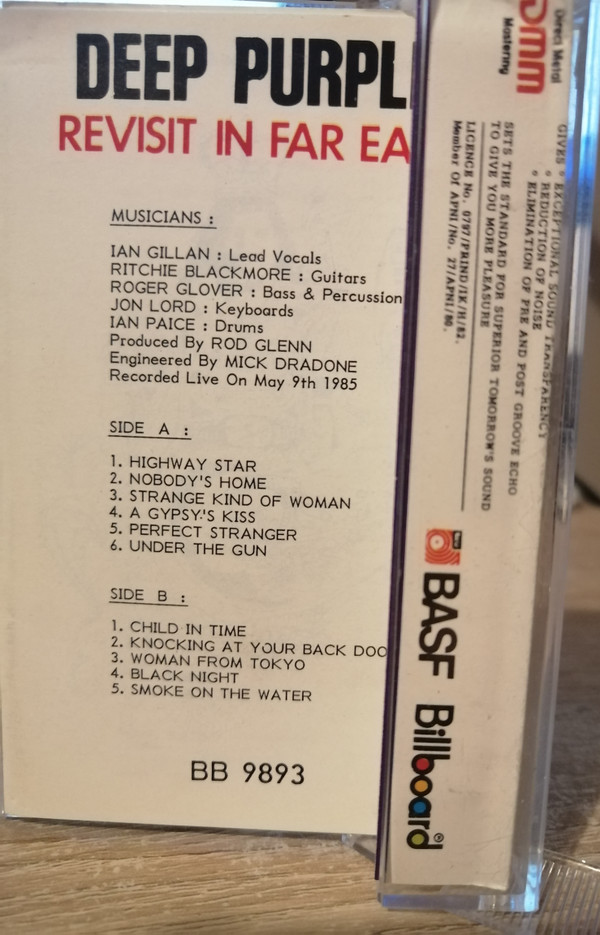 DEEP PURPL
REVISIT IN FAR EA
MUSICIANS :
IAN GILLAN : Lead Vocals
RITCHIE BLACKMORE : Guitars
ROGER GLOVER : Bass & Percussion
JON LORD : Keyboards
IAN PAICE : Drums
Produced By ROD GLENN
Engineered By MICK DRADONE
Recorded Live On May 9th 1985
SIDE A :
1. HIGHWAY STAR
2. NOBODY'S HOME
3. STRANGE KIND OF WOMAN
4. A GYPSY'S KISS
5. PERFECT STRANGER
6. UNDER THE GUN
SIDE B :
1. CHILD IN TIME
2. KNOCKING AT YOUR BACK DOO
3. WOMAN FROM TOKYO
4. BLACK NIGHT
5. SMOKE ON THE WATER
BB 9893
Direct Metal
Mastering
DMM
GIVES ° EXCEPTIONAL SOUND TRANSPARENCY
° REDUCTION OF NOISE
° ELIMINATION OF PRE AND POST GROOVE ECHO
SETS THE STANDARD FOR SUPERIOR TOMORROW'S SOUND
TO GIVE YOU MORE PLEASURE
LICENCE No. 0797/PRIND/IK/H/82.
Member Of APNI/No. 27/APNI/80.
BASF Billboard®